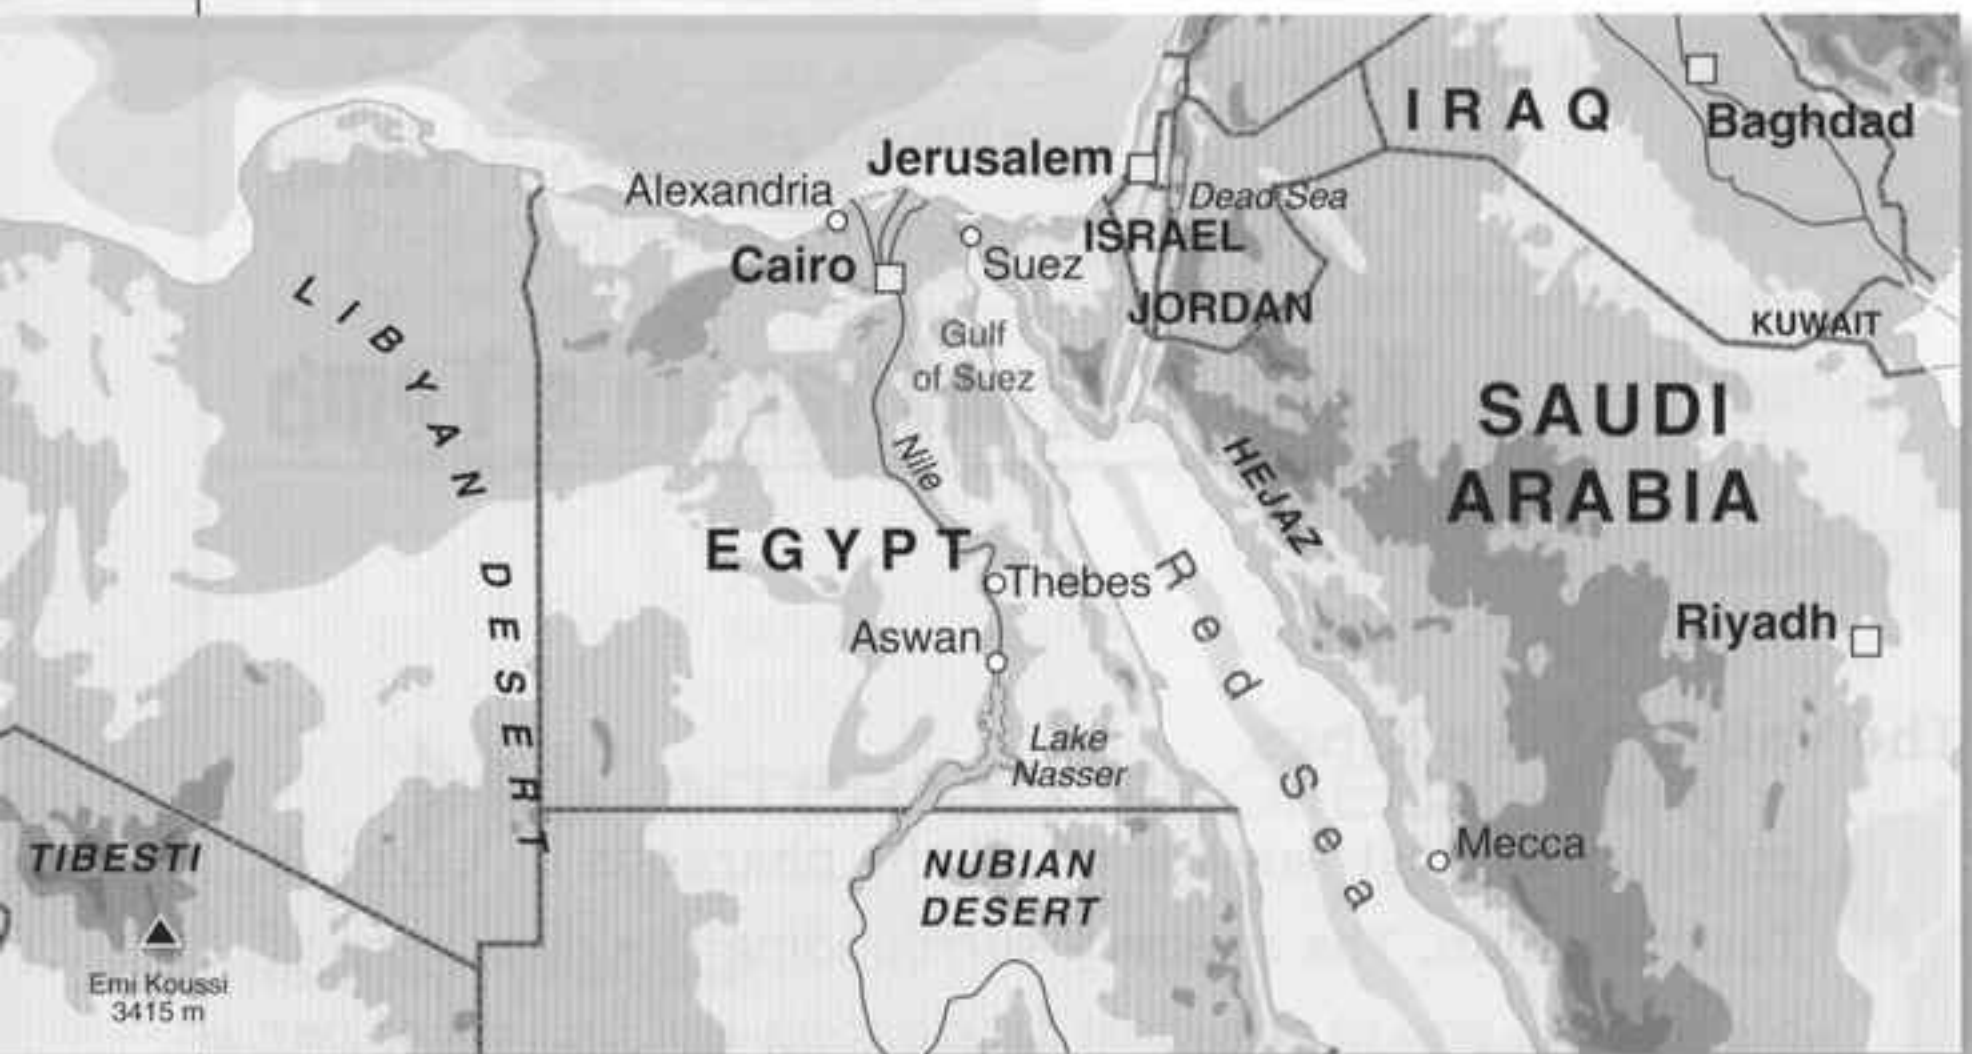 IRAQ
Baghdad
Jerusalem
Alexandria
Dead Sea
ISRAEL
Cairo
Suez
LIBYAN DESERT
JORDAN
KUWAIT
Gulf
of Suez
SAUDI
ARABIA
Nile
HEJAZ
EGYPT
Thebes
Red Sea
Riyadh
Aswan
Lake
Nasser
Mecca
TIBESTI
NUBIAN
DESERT
Emi Koussi
3415 m